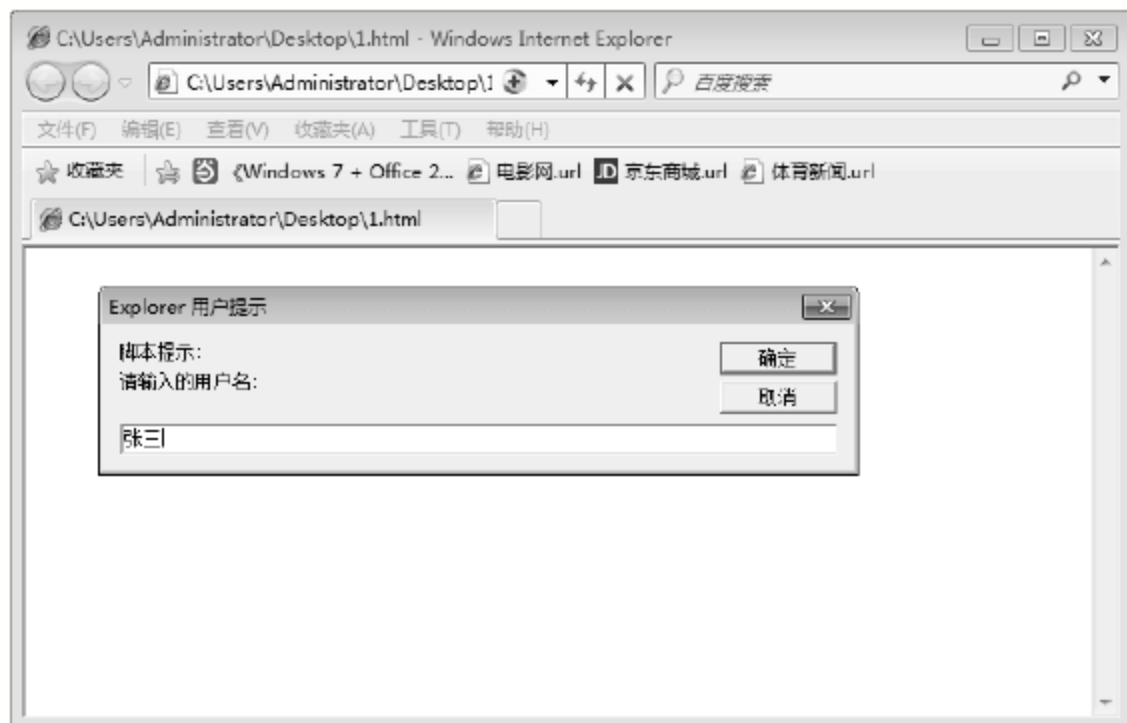 C:\Users\Administrator\Desktop\1.html - Windows Internet Explorer
C:\Users\Administrator\Desktop\1 百度搜索
文件(F) 编辑(E) 查看(V) 收藏夹(A) 工具(T) 帮助(H)
收藏夹 《Windows 7 + Office 2... 电影网.url JD 京东商城.url 体育新闻.url
C:\Users\Administrator\Desktop\1.html
Explorer 用户提示
脚本提示:
确定
请输入的用户名:
取消
张三